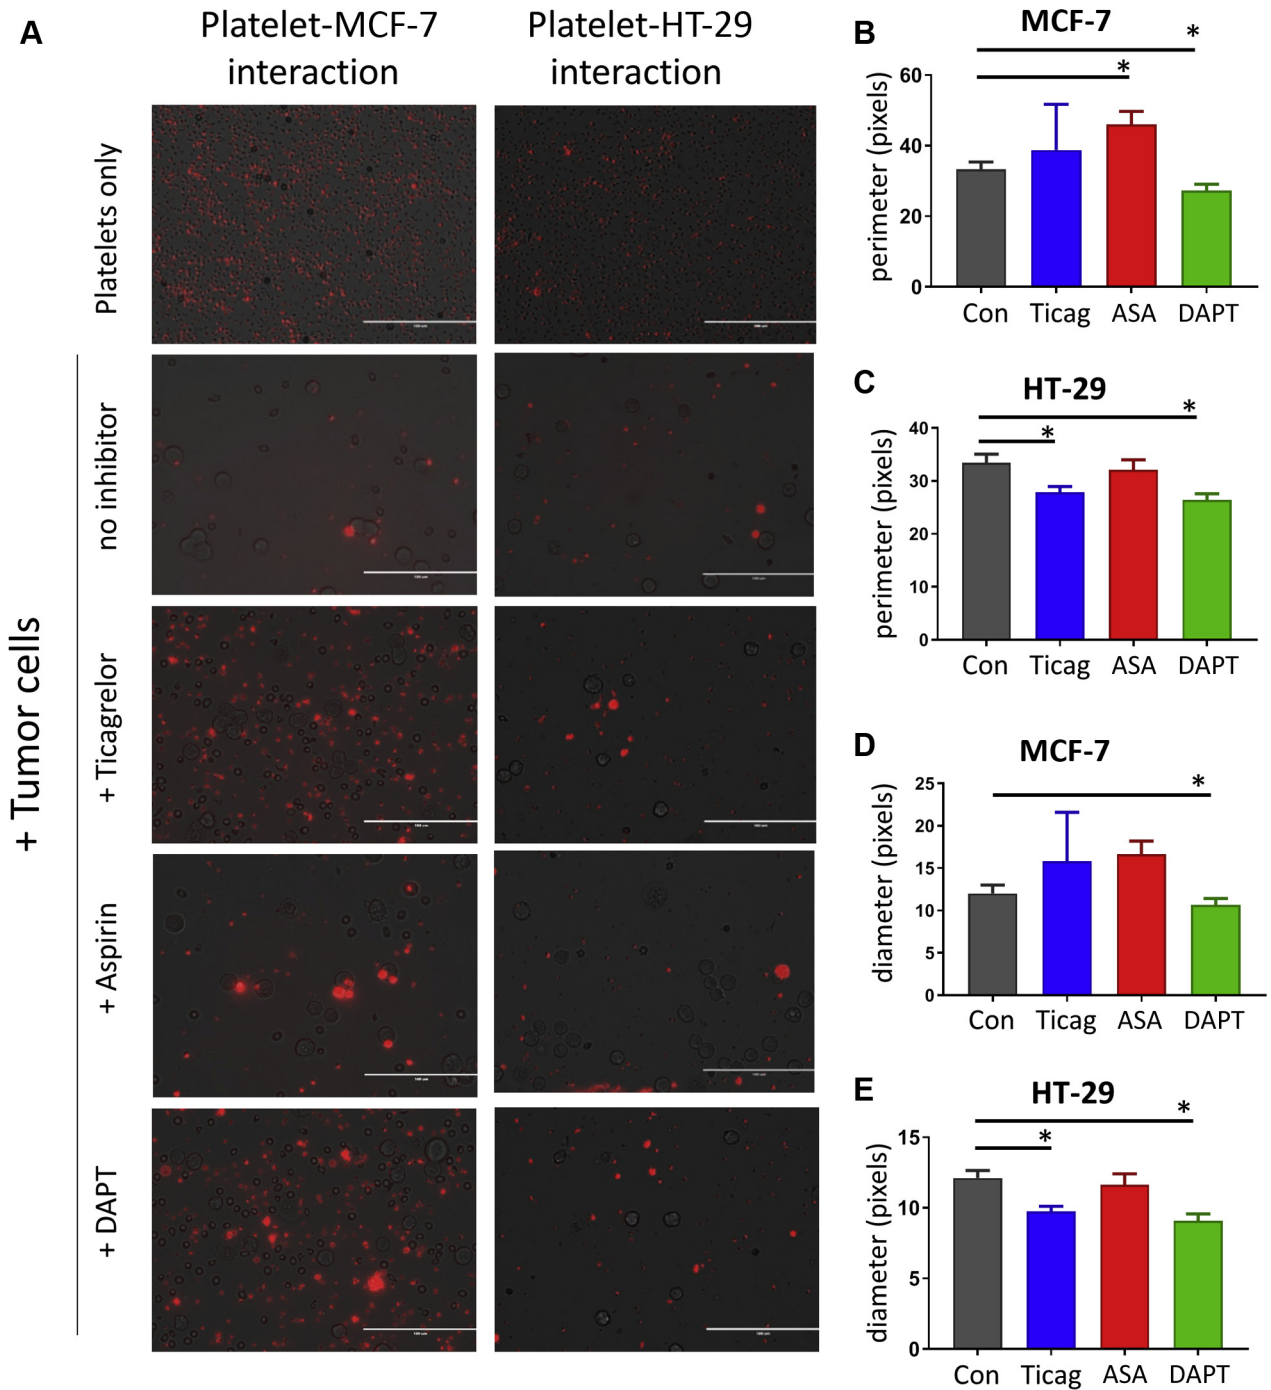 A
Platelet-MCF-7
interaction
Platelet-HT-29
interaction
Platelets only
+ Tumor cells
no inhibitor
+ Ticagrelor
+ Aspirin
+ DAPT
B
MCF-7
*
*
perimeter (pixels)
60
40
20
0
Con Ticag ASA DAPT
C
HT-29
*
*
perimeter (pixels)
40
30
20
10
0
Con Ticag ASA DAPT
D
MCF-7
*
diameter (pixels)
25
20
15
10
5
0
Con Ticag ASA DAPT
E
HT-29
*
*
diameter (pixels)
15
10
5
0
Con Ticag ASA DAPT